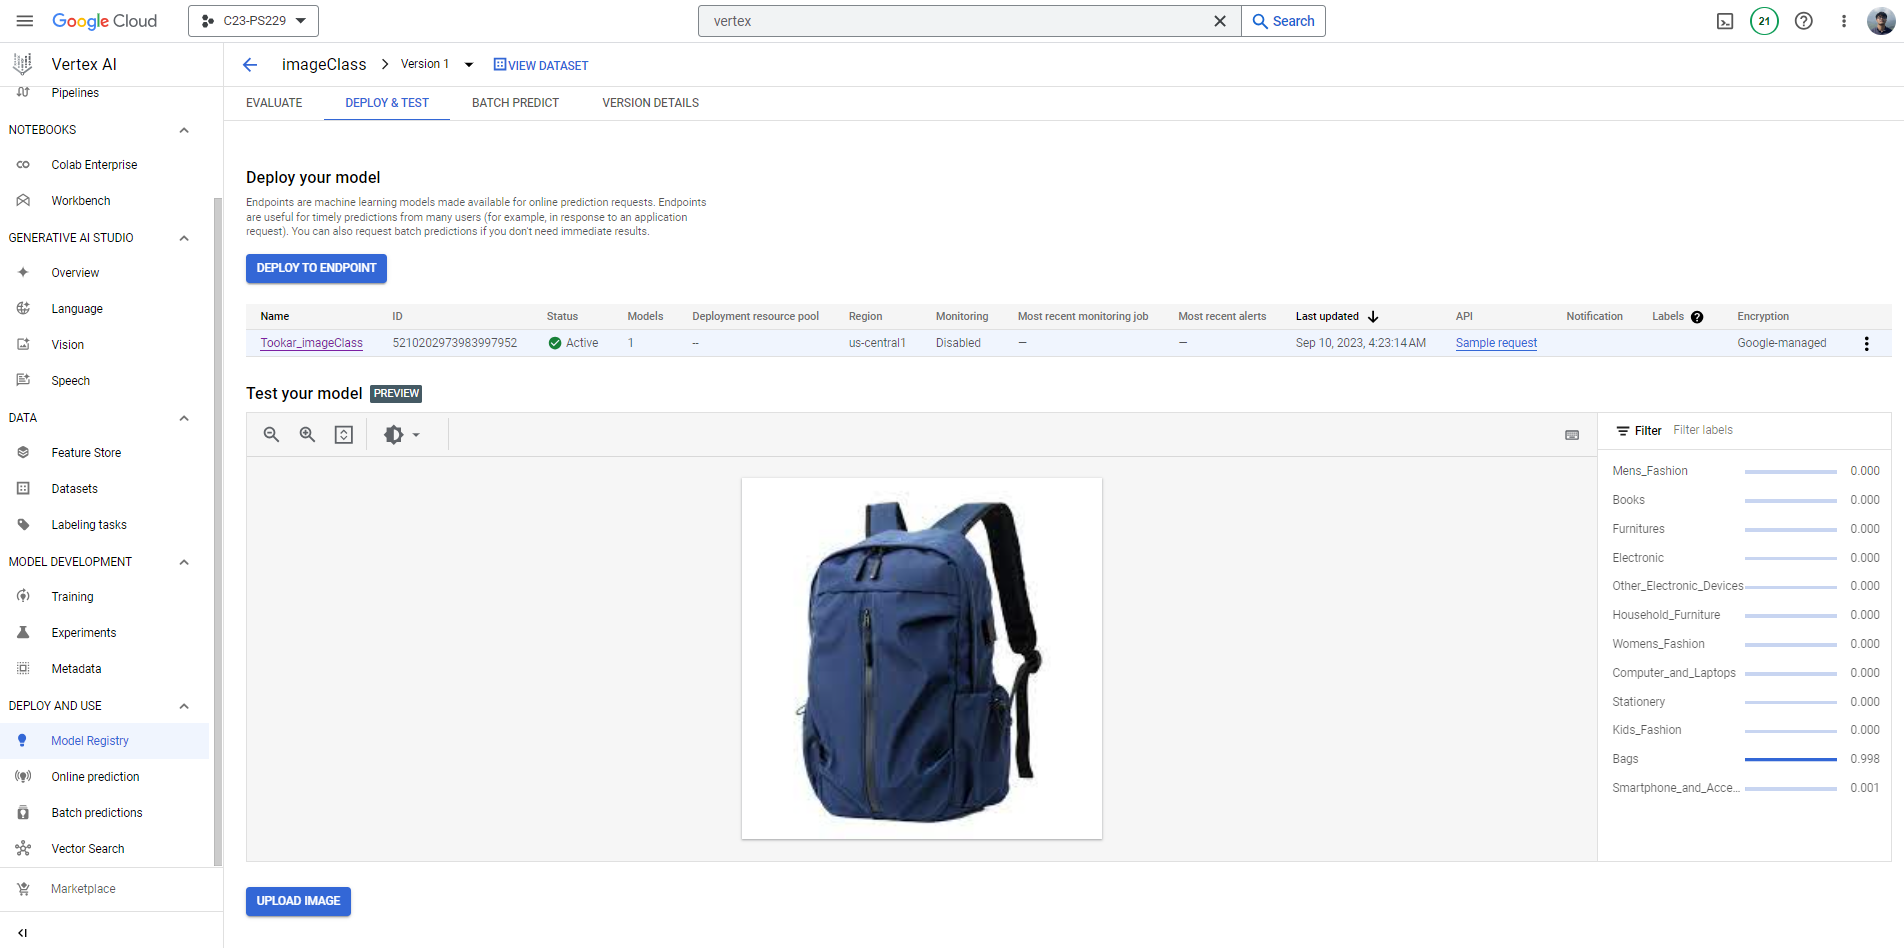 Google Cloud
C23-PS229
vertex
Search
21
Vertex AI
imageClass
Version 1
VIEW DATASET
Pipelines
NOTEBOOKS
Colab Enterprise
Workbench
GENERATIVE AI STUDIO
Overview
Language
Vision
Speech
DATA
Feature Store
Datasets
Labeling tasks
MODEL DEVELOPMENT
Training
Experiments
Metadata
DEPLOY AND USE
Model Registry
Online prediction
Batch predictions
Vector Search
Marketplace
EVALUATE DEPLOY & TEST BATCH PREDICT VERSION DETAILS
Deploy your model
Endpoints are machine learning models made available for online prediction requests. Endpoints
are useful for timely predictions from many users (for example, in response to an application
request). You can also request batch predictions if you don't need immediate results.
DEPLOY TO ENDPOINT
Name ID Status Models Deployment resource pool Region Monitoring Most recent monitoring job Most recent alerts Last updated API Notification Labels Encryption
Tookar_imageClass 5210202973983997952 Active 1 -- us-central1 Disabled — — Sep 10, 2023, 4:23:14 AM Sample request Google-managed
Test your model PREVIEW
Filter Filter labels
Mens_Fashion 0.000
Books 0.000
Furnitures 0.000
Electronic 0.000
Other_Electronic_Devices 0.000
Household_Furniture 0.000
Womens_Fashion 0.000
Computer_and_Laptops 0.000
Stationery 0.000
Kids_Fashion 0.000
Bags 0.998
Smartphone_and_Acce... 0.001
UPLOAD IMAGE